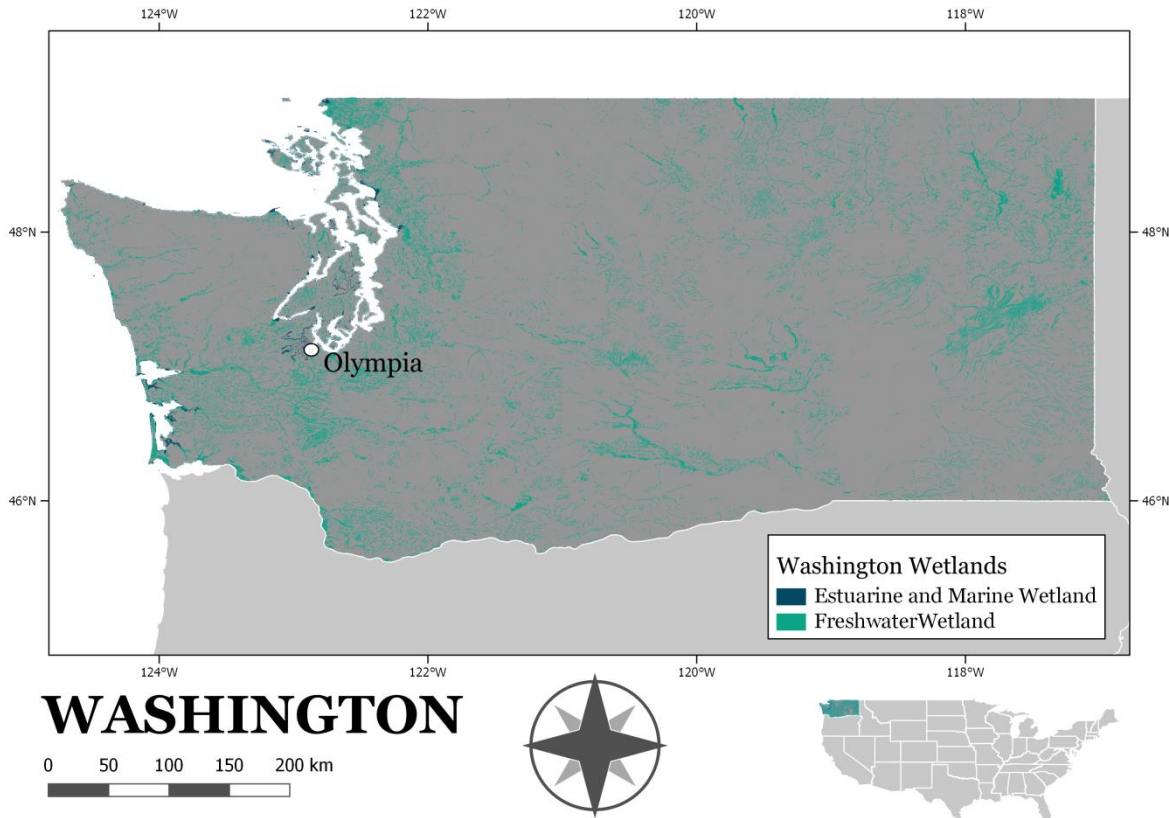 124°W 122°W 120°W 118°W
48°N 48°N
Olympia
46°N 46°N
Washington Wetlands
Estuarine and Marine Wetland
FreshwaterWetland
124°W 122°W 120°W 118°W
WASHINGTON
0 50 100 150 200 km